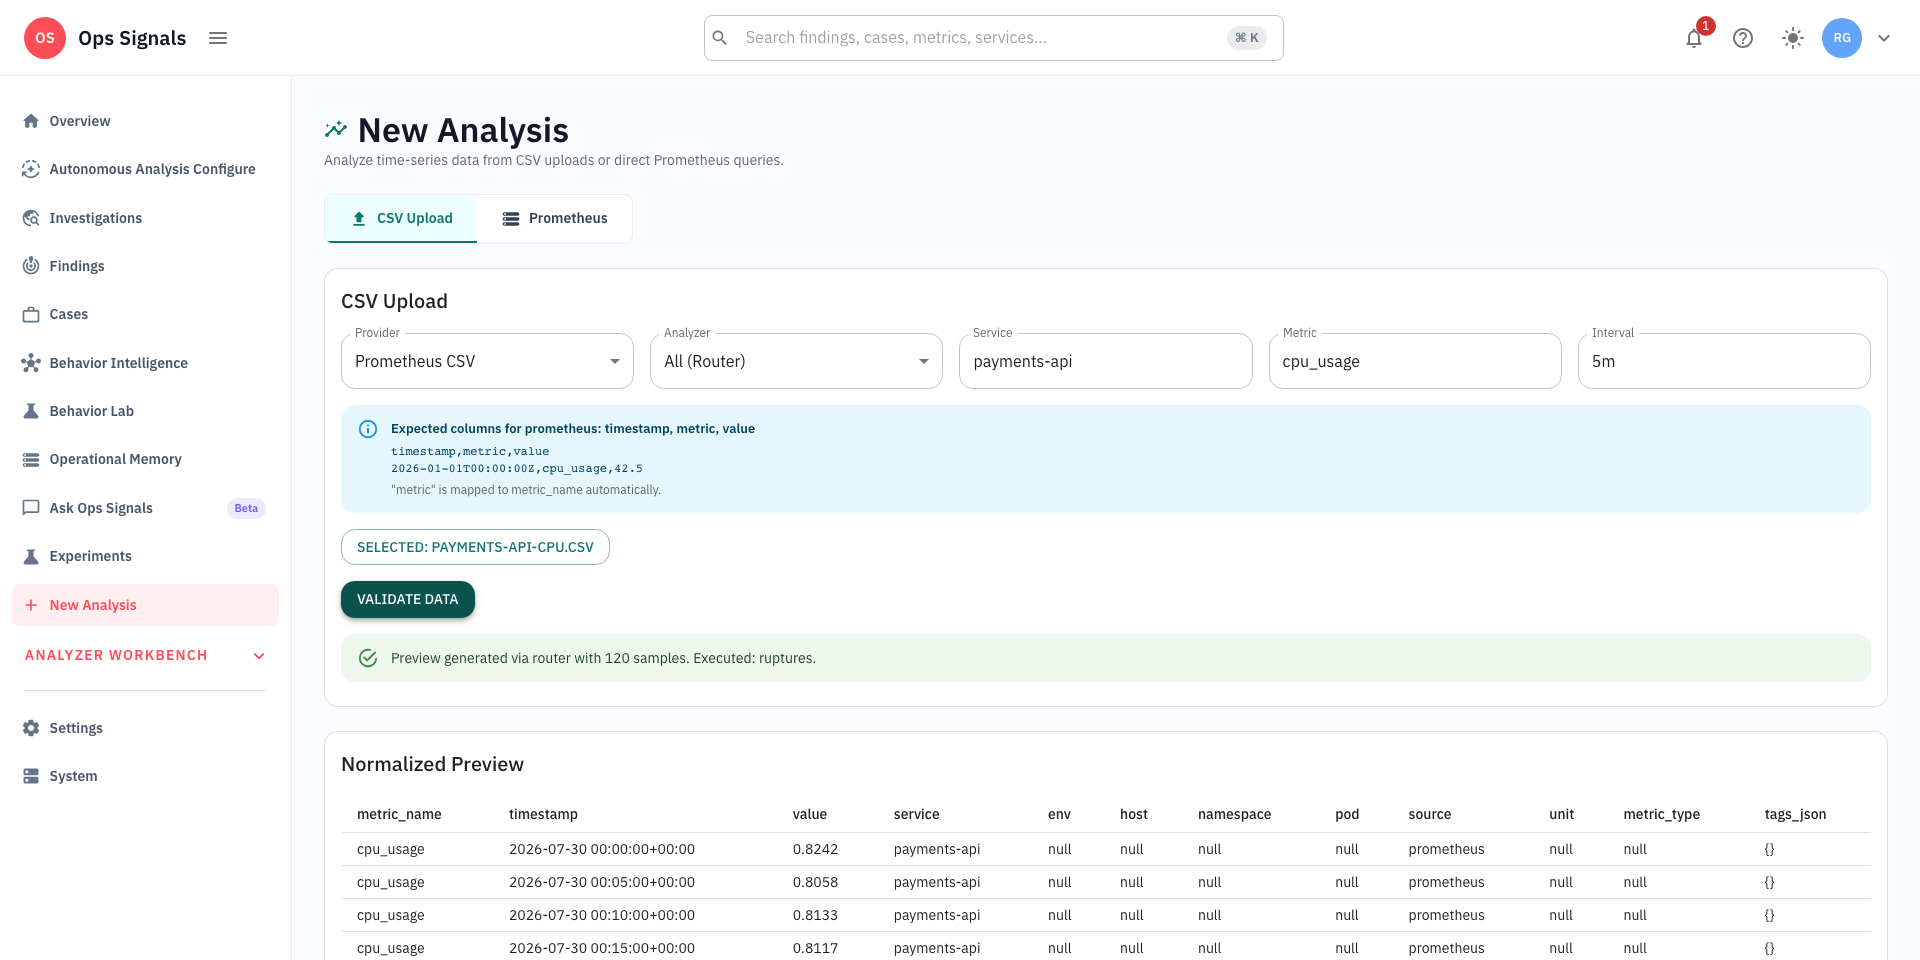 OS Ops Signals
Search findings, cases, metrics, services...
⌘ K
1
RG
Overview
Autonomous Analysis Configure
Investigations
Findings
Cases
Behavior Intelligence
Behavior Lab
Operational Memory
Ask Ops Signals Beta
Experiments
New Analysis
ANALYZER WORKBENCH
Settings
System
New Analysis
Analyze time-series data from CSV uploads or direct Prometheus queries.
CSV Upload Prometheus
CSV Upload
Provider Analyzer Service Metric Interval
Prometheus CSV All (Router) payments-api cpu_usage 5m
Expected columns for prometheus: timestamp, metric, value
timestamp,metric,value
2026-01-01T00:00:00Z,cpu_usage,42.5
"metric" is mapped to metric_name automatically.
SELECTED: PAYMENTS-API-CPU.CSV
VALIDATE DATA
Preview generated via router with 120 samples. Executed: ruptures.
Normalized Preview
metric_name timestamp value service env host namespace pod source unit metric_type tags_json
cpu_usage 2026-07-30 00:00:00+00:00 0.8242 payments-api null null null null prometheus null null {}
cpu_usage 2026-07-30 00:05:00+00:00 0.8058 payments-api null null null null prometheus null null {}
cpu_usage 2026-07-30 00:10:00+00:00 0.8133 payments-api null null null null prometheus null null {}
cpu_usage 2026-07-30 00:15:00+00:00 0.8117 payments-api null null null null prometheus null null {}